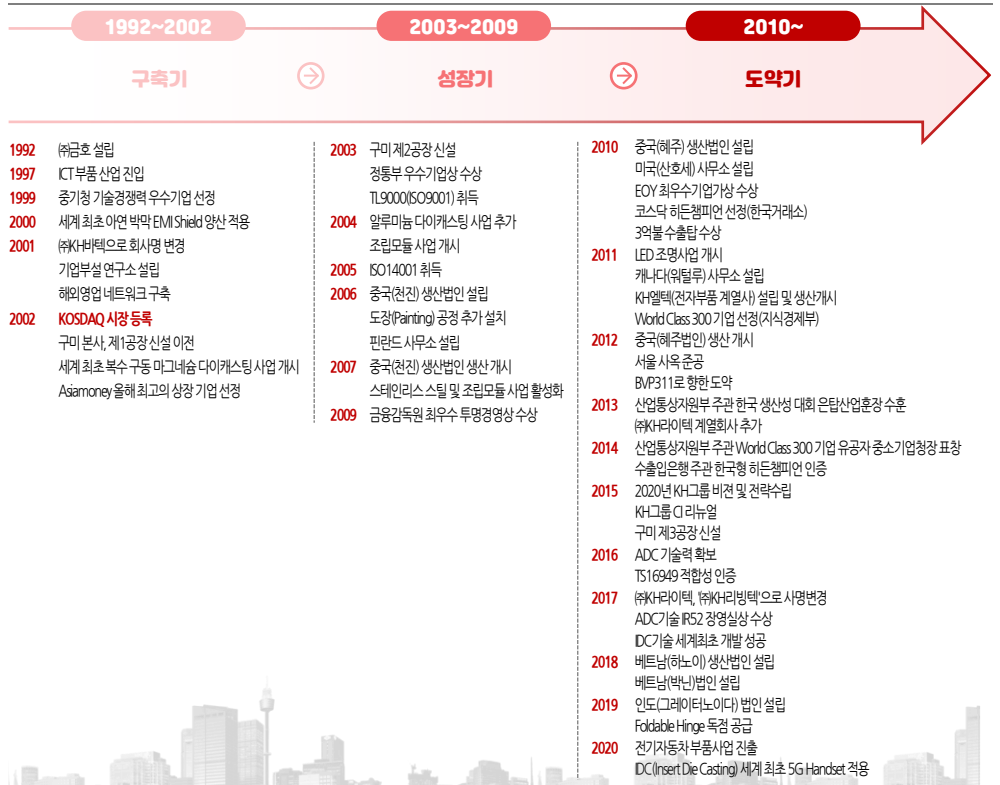 1992~2002
구축기
2003~2009
성장기
2010~
도약기
1992 ㈜금호 설립
1997 ICT 부품 산업 진입
1999 중기청 기술경쟁력 우수기업 선정
2000 세계 최초 아연 박막 EMI Shield 양산 적용
2001 ㈜KH바텍으로 회사명 변경
기업부설 연구소 설립
해외영업 네트워크 구축
2002 KOSDAQ 시장 등록
구미 본사, 제1공장 신설 이전
세계 최초 복수 구동 마그네슘 다이캐스팅 사업 개시
Asiamoney 올해 최고의 상장 기업 선정
2003 구미 제2공장 신설
정통부 우수기업상 수상
TL9000(ISO9001) 취득
2004 알루미늄 다이캐스팅 사업 추가
조립모듈 사업 개시
2005 ISO14001 취득
2006 중국(천진) 생산법인 설립
도장(Painting) 공정 추가 설치
핀란드 사무소 설립
2007 중국(천진) 생산법인 생산 개시
스테인리스 스틸 및 조립모듈 사업 활성화
2009 금융감독원 최우수 투명경영상 수상
2010 중국(혜주) 생산법인 설립
미국(산호세) 사무소 설립
EOY 최우수기업가상 수상
코스닥 히든챔피언 선정(한국거래소)
3억불 수출탑 수상
2011 LED 조명사업 개시
캐나다(워털루) 사무소 설립
KH엘텍(전자부품 계열사) 설립 및 생산개시
World Class 300 기업 선정(지식경제부)
2012 중국(혜주법인) 생산 개시
서울 사옥 준공
BVP311로 향한 도약
2013 산업통상자원부 주관 한국 생산성 대회 은탑산업훈장 수훈
㈜KH라이텍 계열회사 추가
2014 산업통상자원부 주관 World Class 300 기업 유공자 중소기업청장 표창
수출입은행 주관 한국형 히든챔피언 인증
2015 2020년 KH그룹 비젼 및 전략수립
KH그룹 CI 리뉴얼
구미 제3공장 신설
2016 ADC 기술력 확보
TS16949 적합성 인증
2017 ㈜KH라이텍, '㈜KH리빙텍'으로 사명변경
ADC기술 IR52 장영실상 수상
IDC기술 세계최초 개발 성공
2018 베트남(하노이) 생산법인 설립
베트남(박닌)법인 설립
2019 인도(그레이터노이다) 법인 설립
Foldable Hinge 독점 공급
2020 전기자동차 부품사업 진출
IDC(Insert Die Casting) 세계 최초 5G Handset 적용